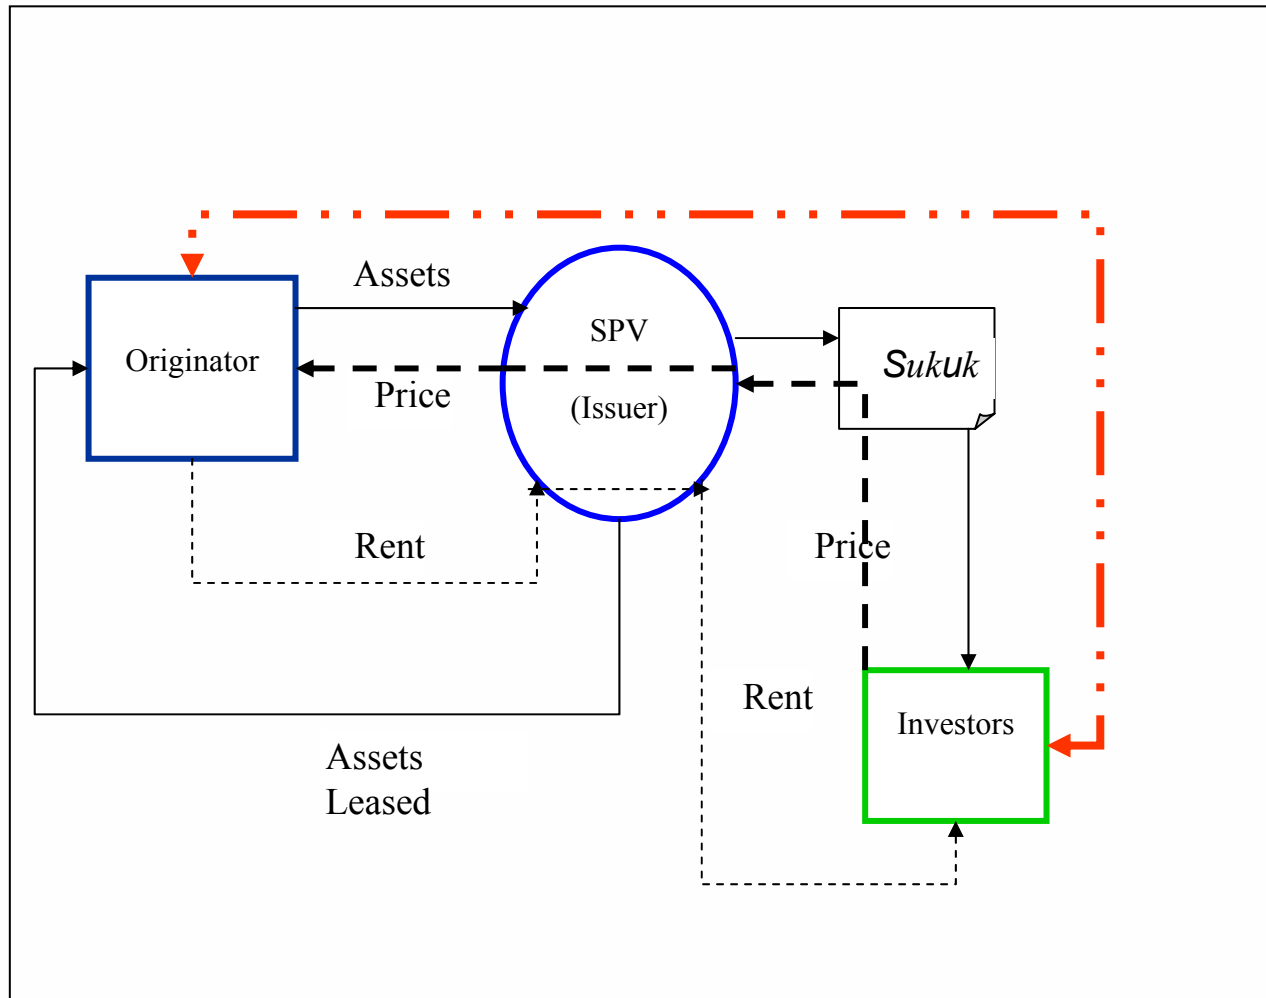 Assets
SPV
Originator
Sukuk
Price
(Issuer)
Rent
Price
Rent
Investors
Assets
Leased